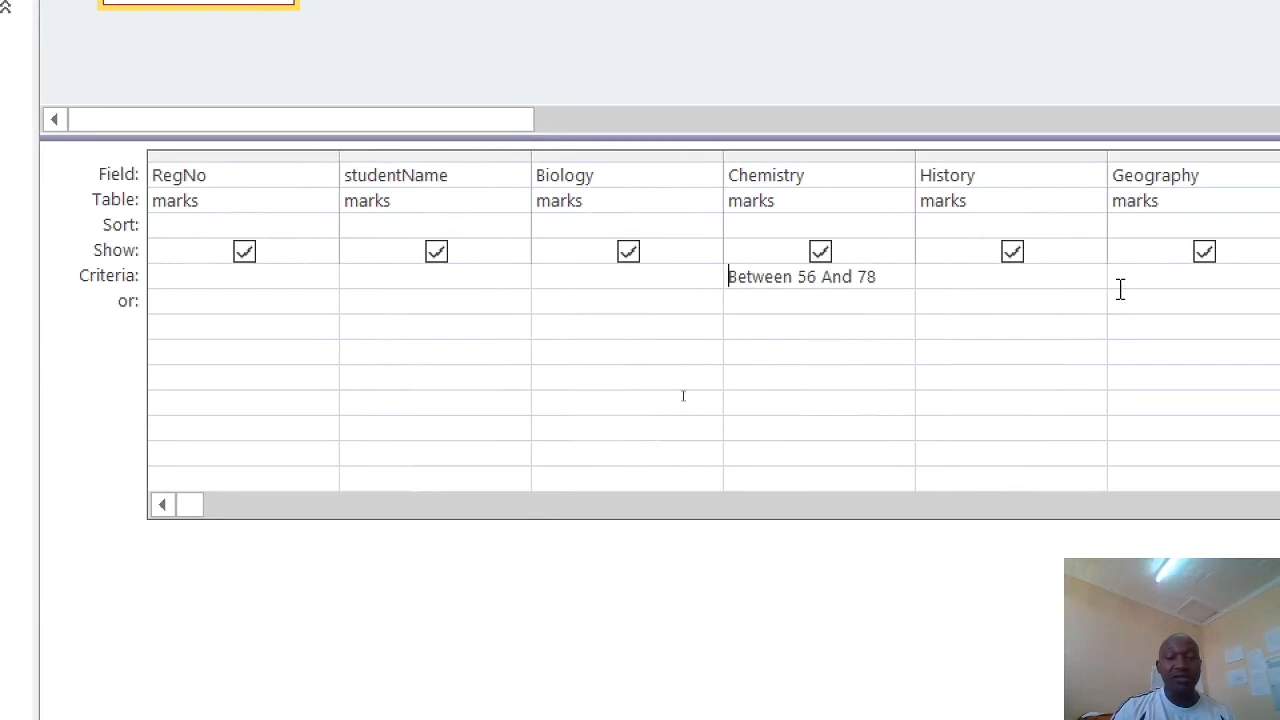 Field: RegNo studentName Biology Chemistry History Geography
Table: marks marks marks marks marks marks
Sort:
Show:
Criteria: Between 56 And 78
or: